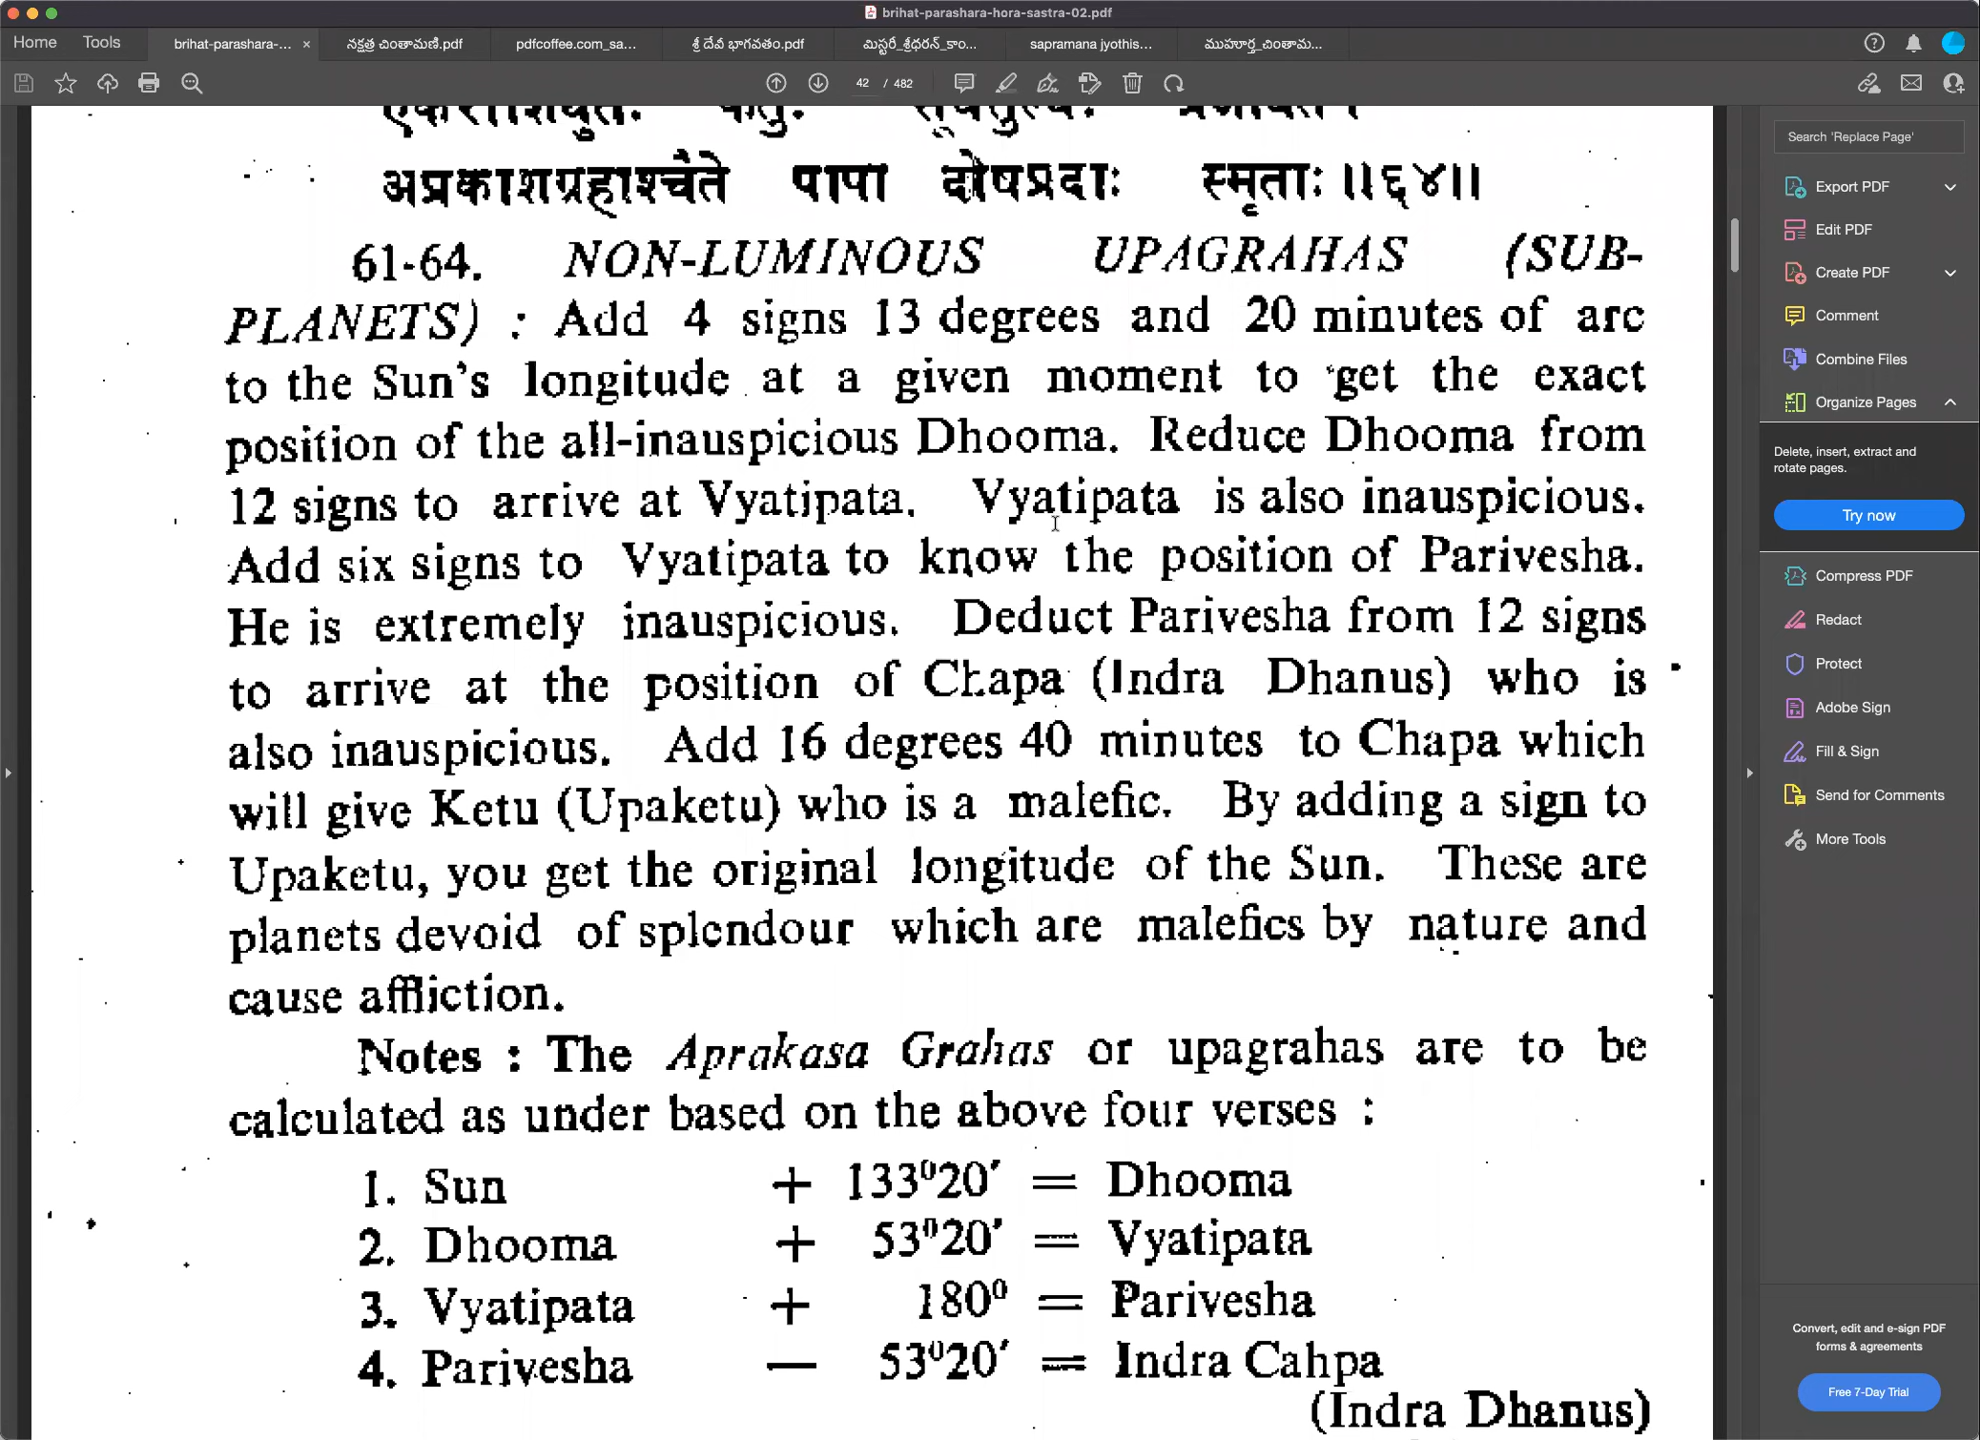 brihat-parashara-hora-sastra-02.pdf
Home Tools brihat-parashara-... × నక్షత్ర చింతామణి.pdf pdfcoffee.com_sa... శ్రీ దేవీ భాగవతం.pdf మిస్టరీ_శ్రీధరన్_కాం... sapramana jyothis... ముహూర్త_చింతామ...
42 / 482
अप्रकाशग्रहाश्चैते पापा दोषप्रदाः स्मृताः ॥६४॥
61-64. NON-LUMINOUS UPAGRAHAS (SUB-
PLANETS) : Add 4 signs 13 degrees and 20 minutes of arc
to the Sun's longitude at a given moment to get the exact
position of the all-inauspicious Dhooma. Reduce Dhooma from
12 signs to arrive at Vyatipata. Vyatipata is also inauspicious.
Add six signs to Vyatipata to know the position of Parivesha.
He is extremely inauspicious. Deduct Parivesha from 12 signs
to arrive at the position of Chapa (Indra Dhanus) who is
also inauspicious. Add 16 degrees 40 minutes to Chapa which
will give Ketu (Upaketu) who is a malefic. By adding a sign to
Upaketu, you get the original longitude of the Sun. These are
planets devoid of splendour which are malefics by nature and
cause affliction.
Notes : The Aprakasa Grahas or upagrahas are to be
calculated as under based on the above four verses :
1. Sun + 133⁰20′ = Dhooma
2. Dhooma + 53⁰20′ = Vyatipata
3. Vyatipata + 180⁰ = Parivesha
4. Parivesha — 53⁰20′ = Indra Cahpa
(Indra Dhanus)
Search 'Replace Page'
Export PDF
Edit PDF
Create PDF
Comment
Combine Files
Organize Pages
Delete, insert, extract and
rotate pages.
Try now
Compress PDF
Redact
Protect
Adobe Sign
Fill & Sign
Send for Comments
More Tools
Convert, edit and e-sign PDF
forms & agreements
Free 7-Day Trial